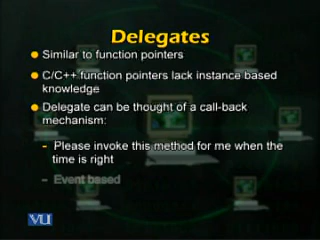 Delegates
Similar to function pointers
C/C++ function pointers lack instance based
knowledge
Delegate can be thought of a call-back
mechanism:
- Please invoke this method for me when the
time is right
- Event based
VU